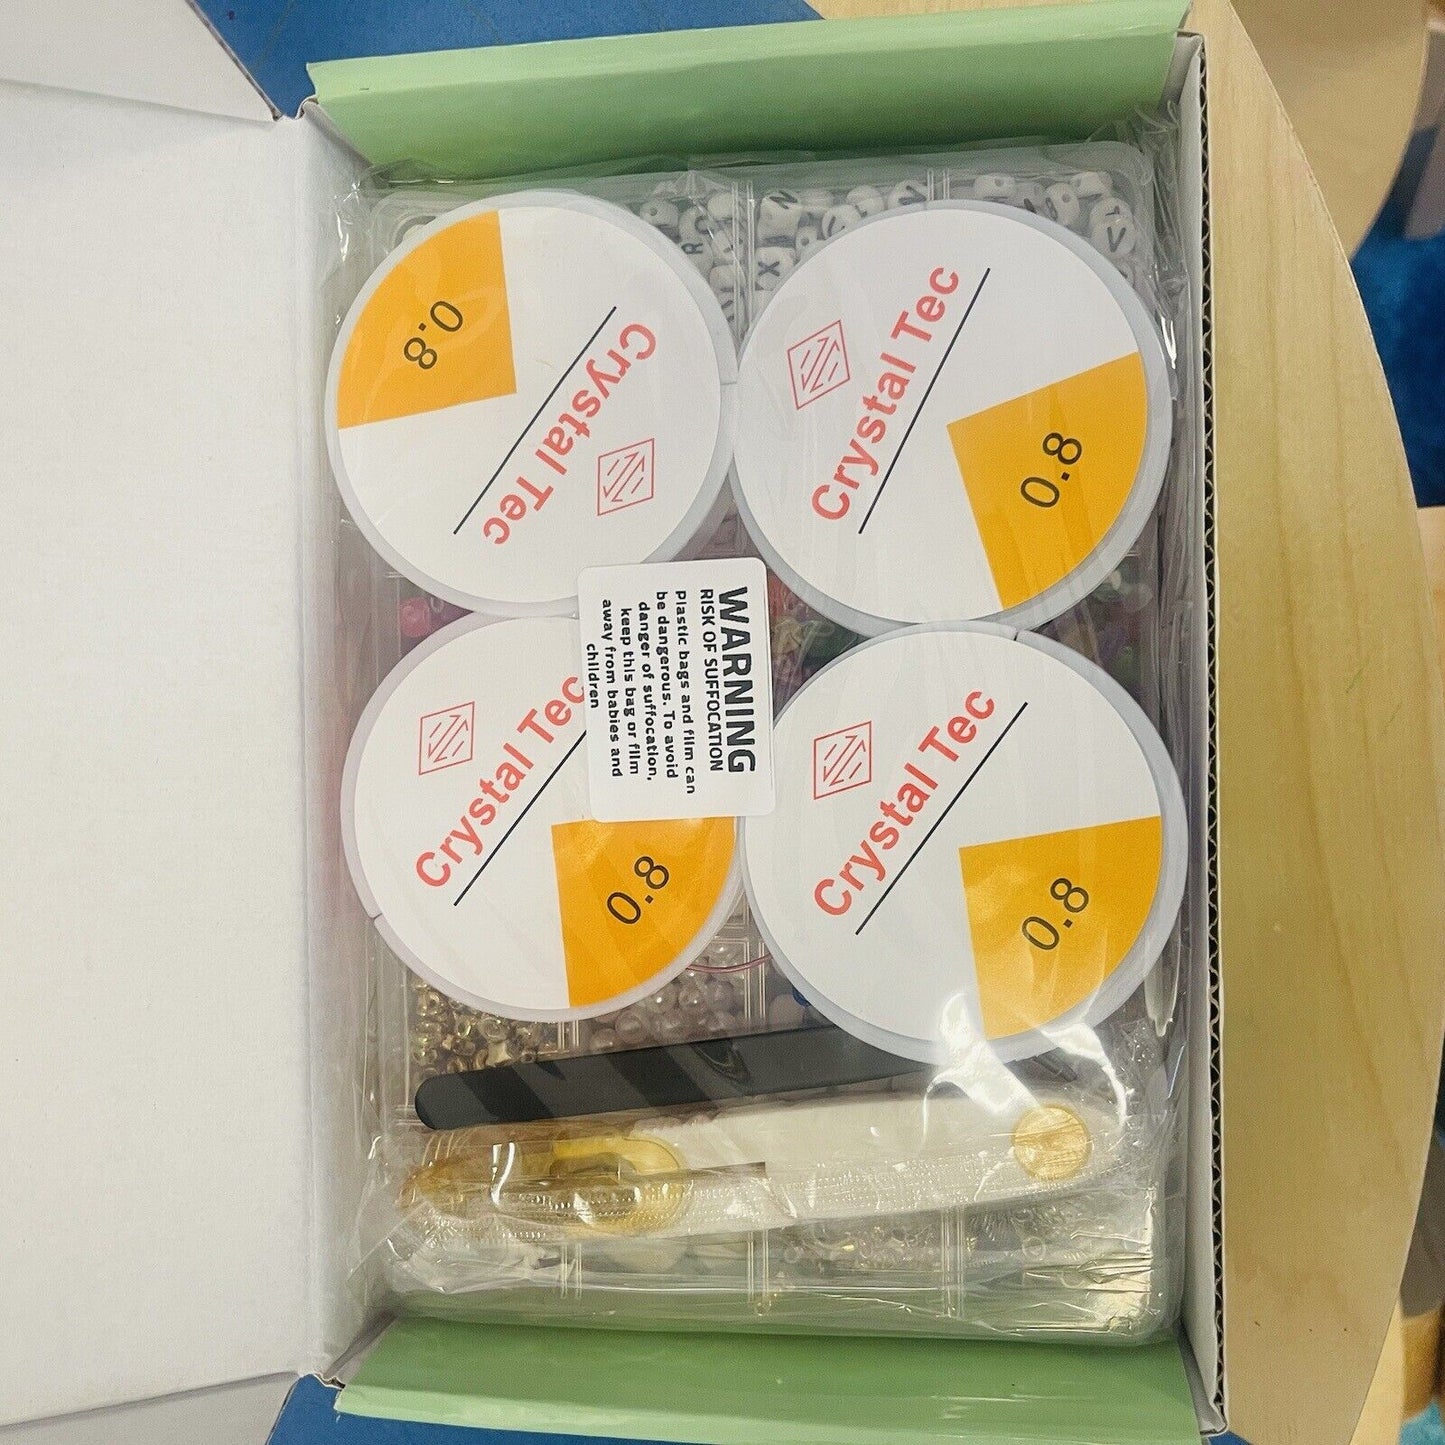 0.8
Crystal Tec
Crystal Tec
0.8
WARNING
RISK OF SUFFOCATION
Plastic bags and film can
be dangerous. To avoid
danger of suffocation,
keep this bag or film
away from babies and
children
Crystal Tec
0.8
Crystal Tec
0.8